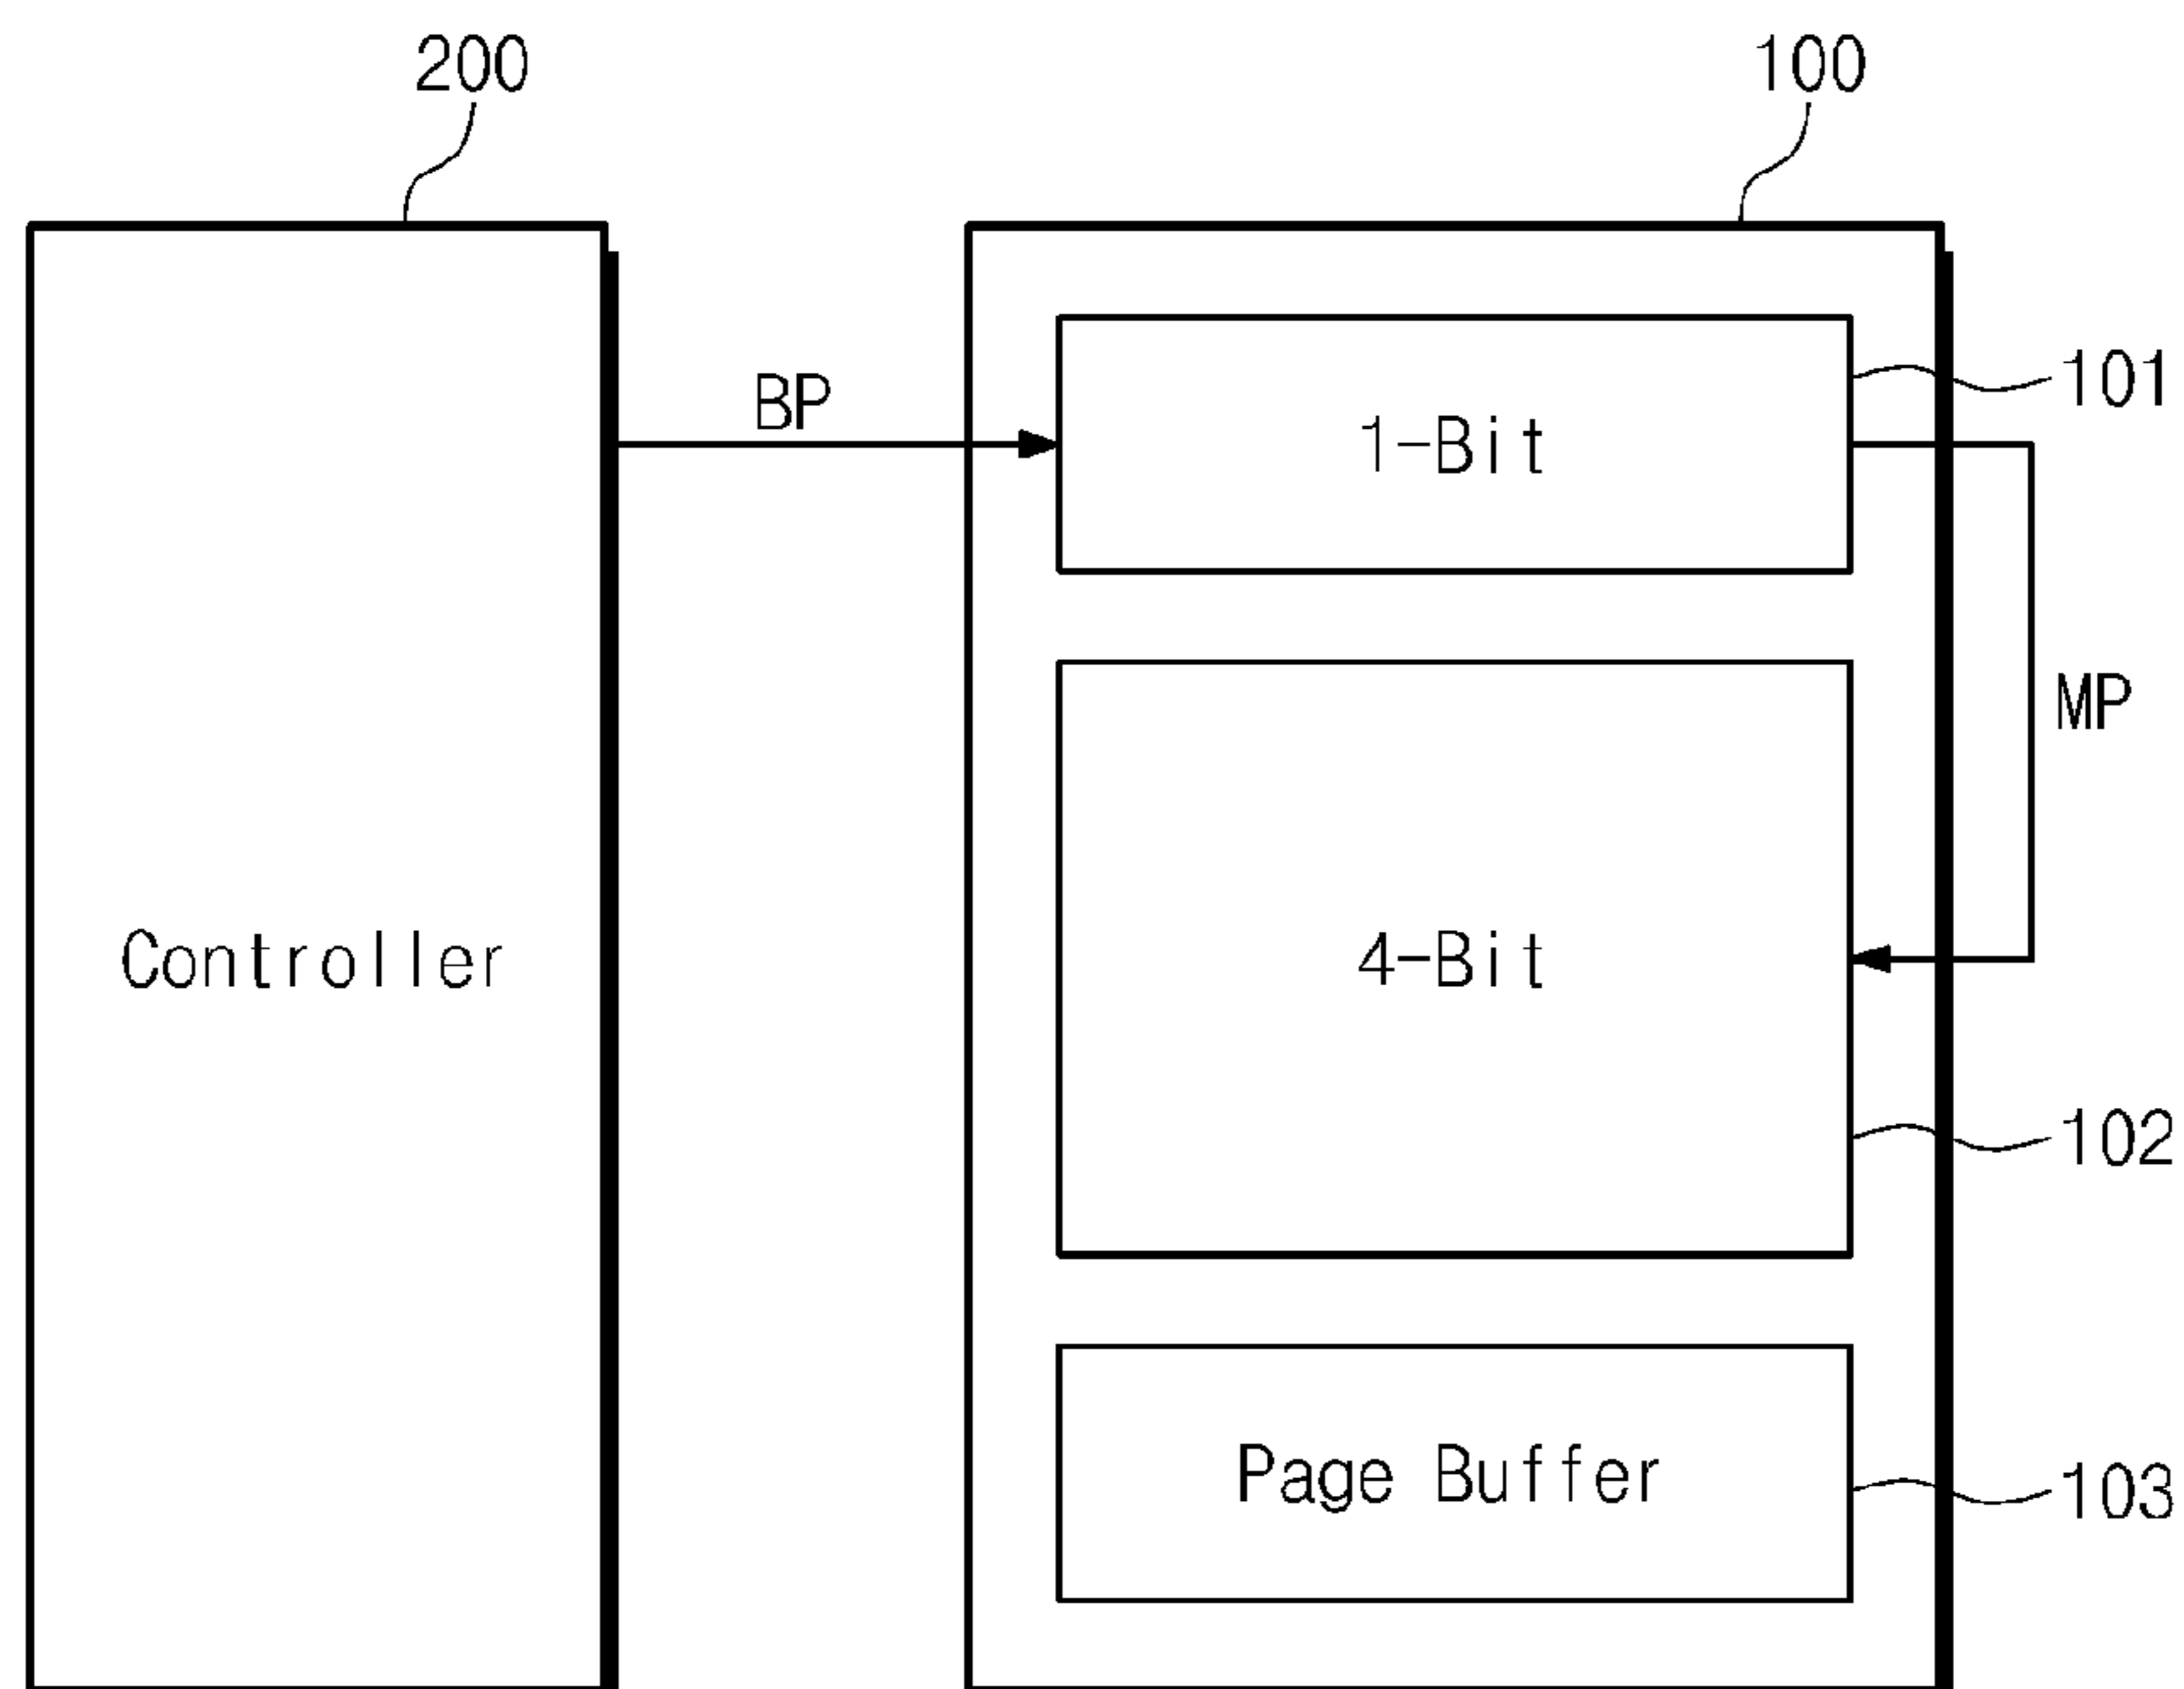 200
100
BP
101
1-Bit
MP
Controller
4-Bit
102
Page Buffer
103